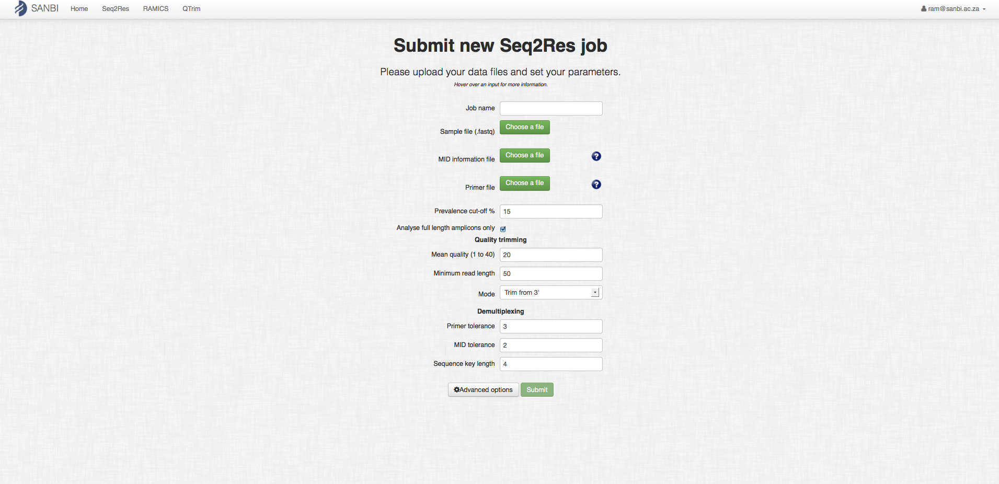 SANBI Home Seq2Res RAMICS QTrim ram@sanbi.ac.za
Submit new Seq2Res job
Please upload your data files and set your parameters.
Hover over an input for more information.
Job name
Sample file (.fastq) Choose a file
MID information file Choose a file ?
Primer file Choose a file ?
Prevalence cut-off % 15
Analyse full length amplicons only
Quality trimming
Mean quality (1 to 40) 20
Minimum read length 50
Mode Trim from 3'
Demultiplexing
Primer tolerance 3
MID tolerance 2
Sequence key length 4
Advanced options Submit